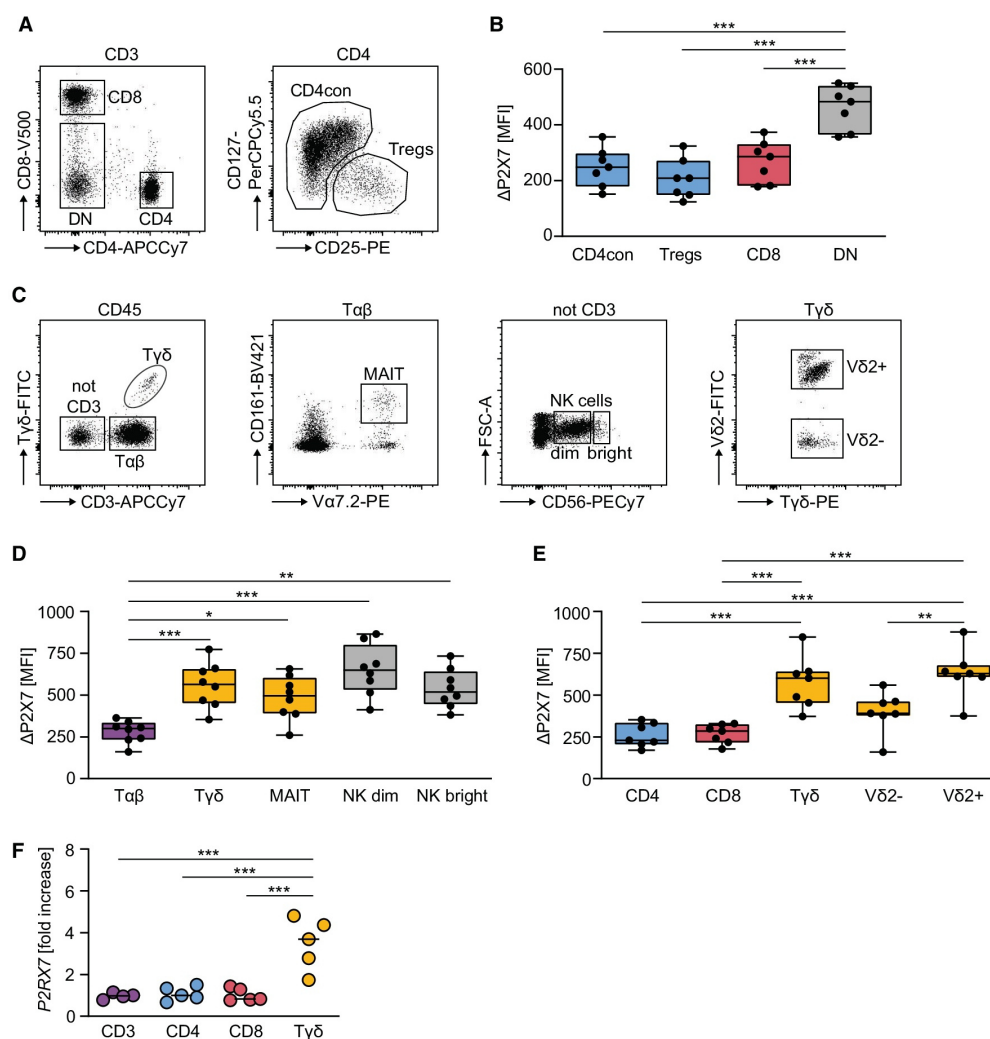 A
CD3
CD8-V500
CD8
DN
CD4
CD4-APCCy7
CD4
CD127-
PerCPCy5.5
CD4con
Tregs
CD25-PE
B
***
***
***
ΔP2X7 [MFI]
600
400
200
0
CD4con Tregs CD8 DN
C
CD45
Tγδ-FITC
Tγδ
not
CD3
Tαβ
CD3-APCCy7
Tαβ
CD161-BV421
MAIT
Vα7.2-PE
not CD3
FSC-A
NK cells
dim bright
CD56-PECy7
Tγδ
Vδ2-FITC
Vδ2+
Vδ2-
Tγδ-PE
D
**
***
*
***
ΔP2X7 [MFI]
1000
750
500
250
0
Tαβ Tγδ MAIT NK dim NK bright
E
***
***
***
*** **
ΔP2X7 [MFI]
1000
750
500
250
0
CD4 CD8 Tγδ Vδ2- Vδ2+
F
***
***
***
P2RX7 [fold increase]
8
6
4
2
0
CD3 CD4 CD8 Tγδ